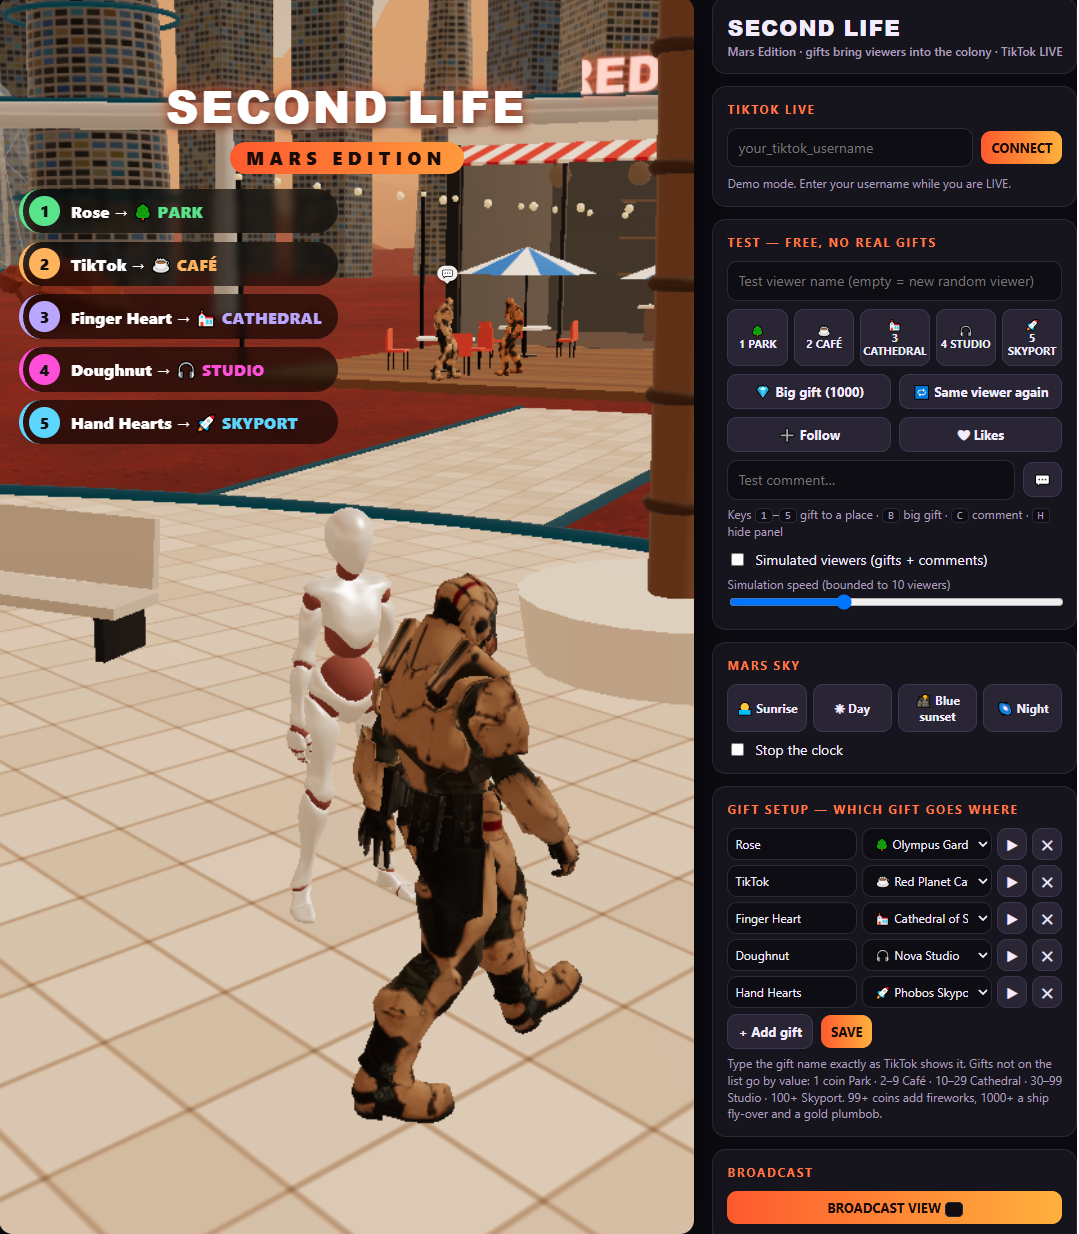 RED
SECOND LIFE
MARS EDITION
1 Rose → 🌳 PARK
2 TikTok → ☕ CAFÉ
3 Finger Heart → 💒 CATHEDRAL
4 Doughnut → 🎧 STUDIO
5 Hand Hearts → 🚀 SKYPORT
SECOND LIFE
Mars Edition · gifts bring viewers into the colony · TikTok LIVE
TIKTOK LIVE
your_tiktok_username
CONNECT
Demo mode. Enter your username while you are LIVE.
TEST — FREE, NO REAL GIFTS
Test viewer name (empty = new random viewer)
1 PARK
2 CAFÉ
3
CATHEDRAL
4 STUDIO
5
SKYPORT
💎 Big gift (1000)
🔁 Same viewer again
➕ Follow
🤍 Likes
Test comment...
Keys 1 – 5 gift to a place · B big gift · C comment · H
hide panel
Simulated viewers (gifts + comments)
Simulation speed (bounded to 10 viewers)
MARS SKY
Sunrise
Day
Blue
sunset
Night
Stop the clock
GIFT SETUP — WHICH GIFT GOES WHERE
Rose
🌳 Olympus Gard
TikTok
☕ Red Planet Ca
Finger Heart
💒 Cathedral of S
Doughnut
🎧 Nova Studio
Hand Hearts
🚀 Phobos Skypo
+ Add gift
SAVE
Type the gift name exactly as TikTok shows it. Gifts not on the
list go by value: 1 coin Park · 2–9 Café · 10–29 Cathedral · 30–99
Studio · 100+ Skyport. 99+ coins add fireworks, 1000+ a ship
fly-over and a gold plumbob.
BROADCAST
BROADCAST VIEW